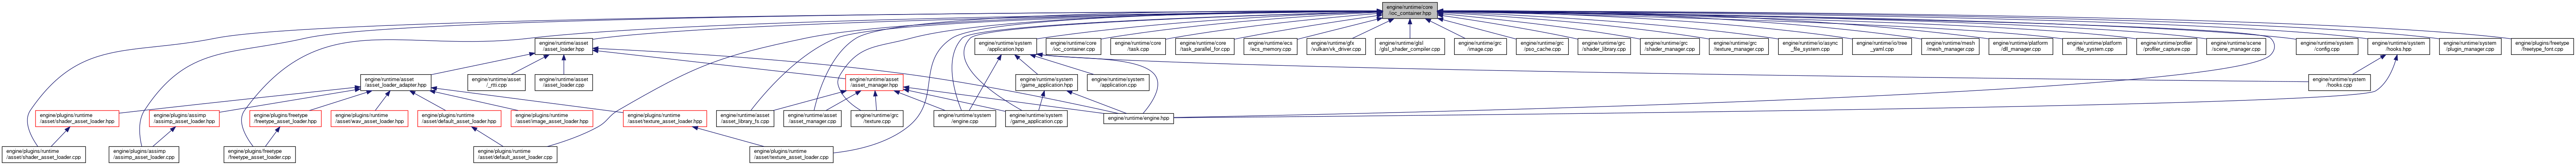 engine/runtime/core
/ioc_container.hpp
engine/runtime/asset
/asset_loader.hpp
engine/runtime/system
/application.hpp
engine/runtime/core
/ioc_container.cpp
engine/runtime/core
/task.cpp
engine/runtime/core
/task_parallel_for.cpp
engine/runtime/ecs
/ecs_memory.cpp
engine/runtime/gfx
/vulkan/vk_driver.cpp
engine/runtime/glsl
/glsl_shader_compiler.cpp
engine/runtime/grc
/image.cpp
engine/runtime/grc
/pso_cache.cpp
engine/runtime/grc
/shader_library.cpp
engine/runtime/grc
/shader_manager.cpp
engine/runtime/grc
/texture_manager.cpp
engine/runtime/io/async
_file_system.cpp
engine/runtime/io/tree
_yaml.cpp
engine/runtime/mesh
/mesh_manager.cpp
engine/runtime/platform
/dll_manager.cpp
engine/runtime/platform
/file_system.cpp
engine/runtime/profiler
/profiler_capture.cpp
engine/runtime/scene
/scene_manager.cpp
engine/runtime/system
/config.cpp
engine/runtime/system
/hooks.hpp
engine/runtime/system
/plugin_manager.cpp
engine/plugins/freetype
/freetype_font.cpp
engine/runtime/asset
/asset_loader_adapter.hpp
engine/runtime/asset
/_rtti.cpp
engine/runtime/asset
/asset_loader.cpp
engine/runtime/asset
/asset_manager.hpp
engine/runtime/system
/game_application.hpp
engine/runtime/system
/application.cpp
engine/runtime/system
/hooks.cpp
engine/plugins/runtime
/asset/shader_asset_loader.hpp
engine/plugins/assimp
/assimp_asset_loader.hpp
engine/plugins/freetype
/freetype_asset_loader.hpp
engine/plugins/runtime
/asset/wav_asset_loader.hpp
engine/plugins/runtime
/asset/default_asset_loader.hpp
engine/plugins/runtime
/asset/image_asset_loader.hpp
engine/plugins/runtime
/asset/texture_asset_loader.hpp
engine/runtime/asset
/asset_library_fs.cpp
engine/runtime/asset
/asset_manager.cpp
engine/runtime/grc
/texture.cpp
engine/runtime/system
/engine.cpp
engine/runtime/system
/game_application.cpp
engine/runtime/engine.hpp
engine/plugins/runtime
/asset/shader_asset_loader.cpp
engine/plugins/assimp
/assimp_asset_loader.cpp
engine/plugins/freetype
/freetype_asset_loader.cpp
engine/plugins/runtime
/asset/default_asset_loader.cpp
engine/plugins/runtime
/asset/texture_asset_loader.cpp